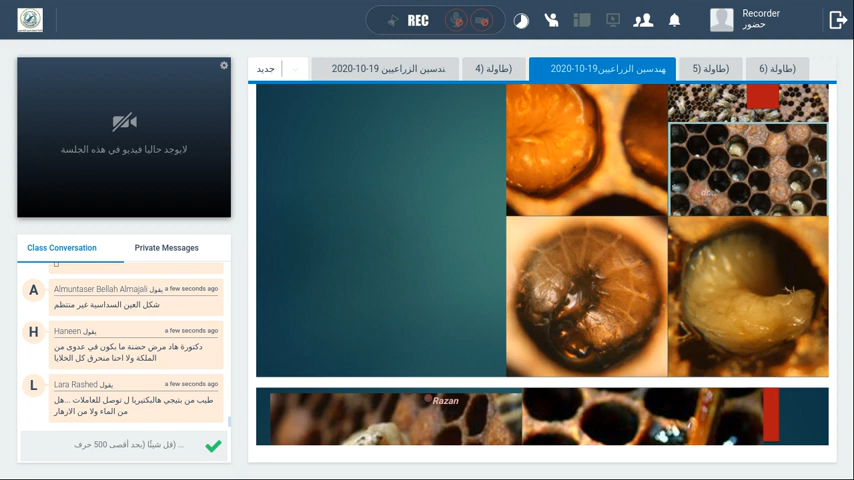 REC
Recorder
حضور
جديد
2020-10-19 ندسين الزراعيين
(طاولة (4
2020-10-19هندسين الزراعيين
(طاولة (5
(طاولة (6
لايوجد حاليا فيديو في هذه الجلسة
Class Conversation
Private Messages
A
Almuntaser Bellah Almajali يقول
a few seconds ago
شكل العين السداسية غير منتظم
H
Haneen يقول
a few seconds ago
دكتورة هاد مرض حضنة ما بكون في عدوى من
الملكة ولا احنا منحرق كل الخلايا
L
Lara Rashed يقول
a few seconds ago
طيب من بتيجي هالبكتيريا ل توصل للعاملات ...هل
من الماء ولا من الازهار
... (قل شيئًا (بحد أقصى 500 حرف
Razan